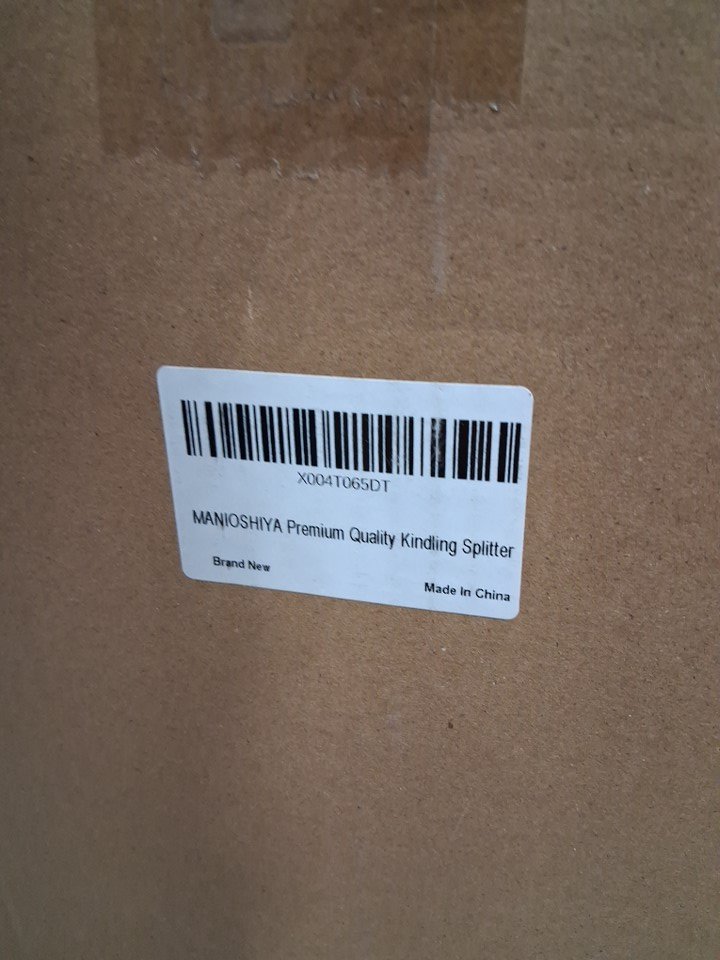 X004T065DT
MANIOSHIYA Premium Quality Kindling Splitter
Brand New
Made In China